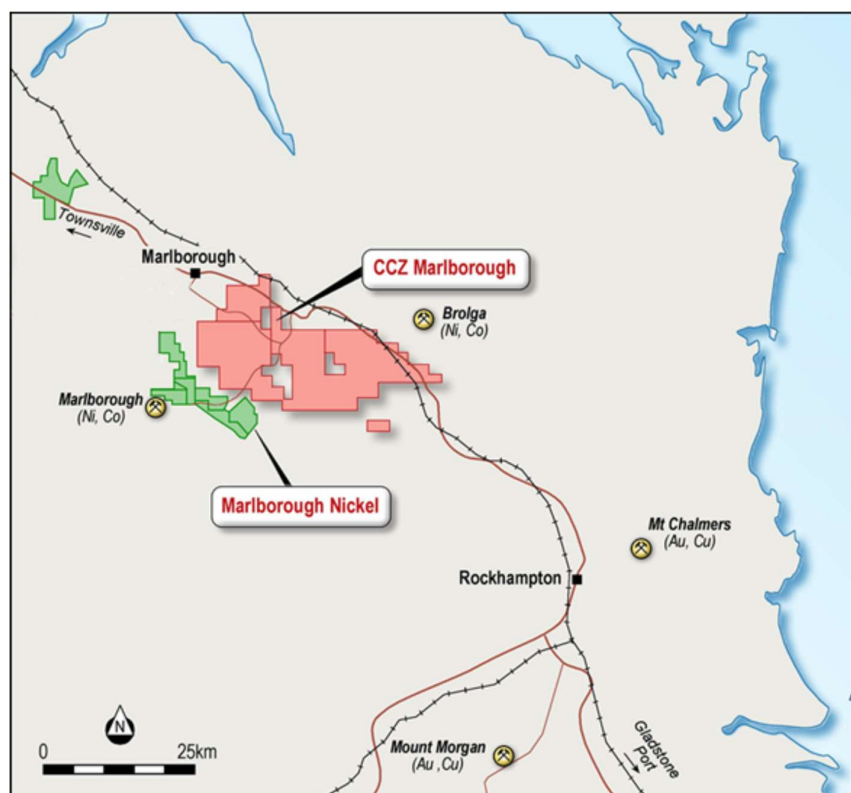 Townsville
Marlborough
CCZ Marlborough
Brolga
(Ni, Co)
Marlborough
(Ni, Co)
Marlborough Nickel
Mt Chalmers
(Au, Cu)
Rockhampton
N
0 25km
Mount Morgan
(Au ,Cu)
Gladstone
Port